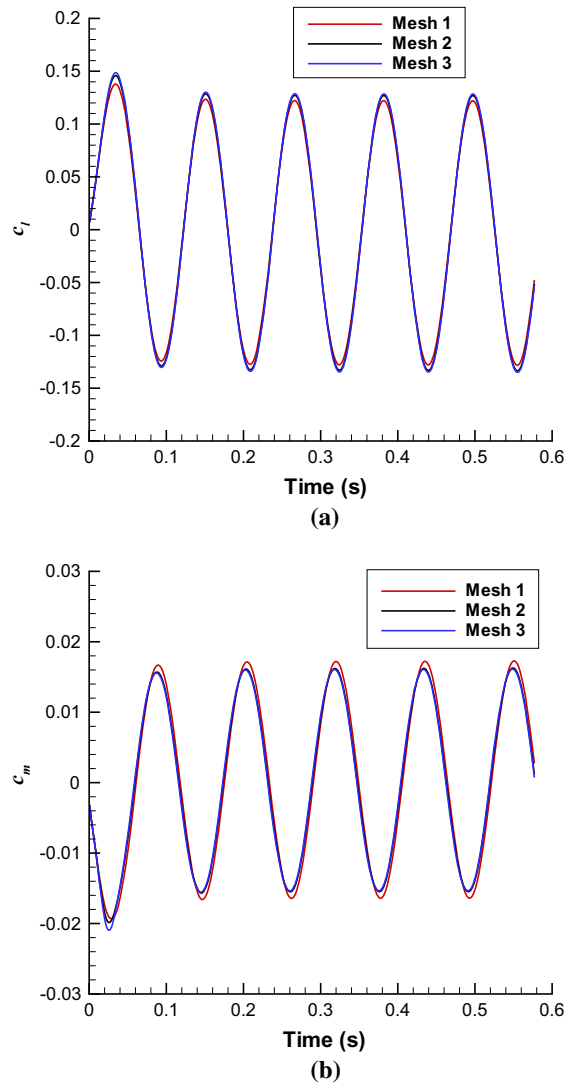 Mesh 1
Mesh 2
Mesh 3
0.2
0.15
0.1
0.05
0
-0.05
-0.1
-0.15
-0.2
c_l
0 0.1 0.2 0.3 0.4 0.5 0.6
Time (s)
(a)
Mesh 1
Mesh 2
Mesh 3
0.03
0.02
0.01
0
-0.01
-0.02
-0.03
c_m
0 0.1 0.2 0.3 0.4 0.5 0.6
Time (s)
(b)